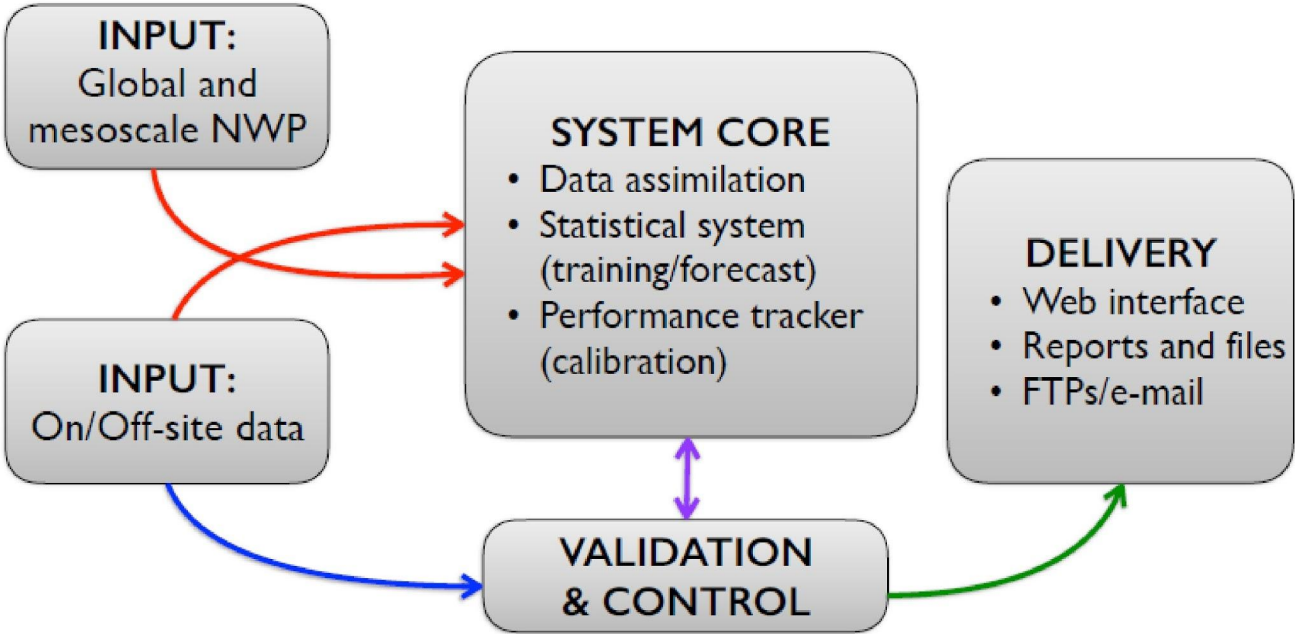 INPUT:
Global and
mesoscale NWP
INPUT:
On/Off-site data
SYSTEM CORE
• Data assimilation
• Statistical system
(training/forecast)
• Performance tracker
(calibration)
VALIDATION
& CONTROL
DELIVERY
• Web interface
• Reports and files
• FTPs/e-mail